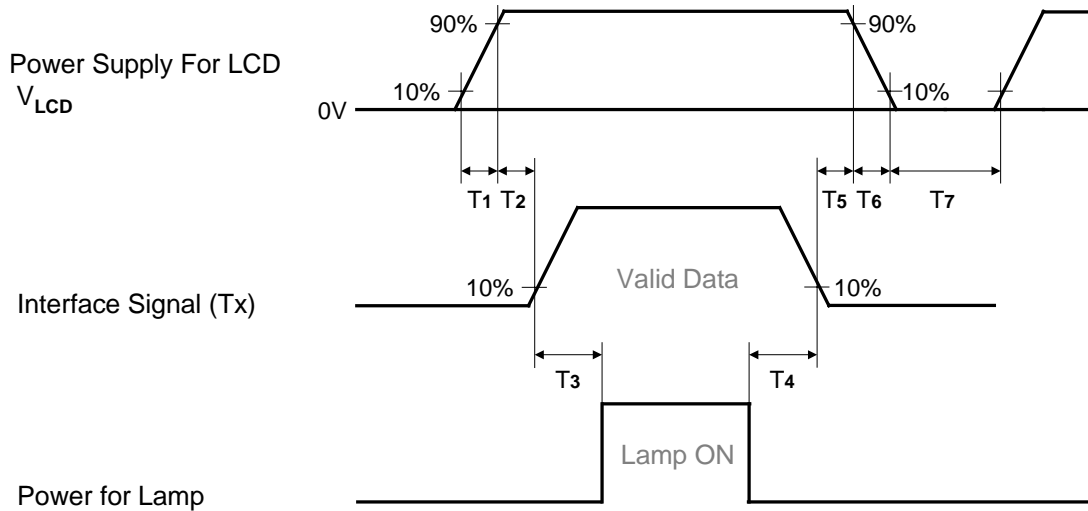 90%
90%
Power Supply For LCD
VLCD
10%
10%
0V
T1 T2
T5 T6 T7
Valid Data
10%
10%
Interface Signal (Tx)
T3
T4
Lamp ON
Power for Lamp